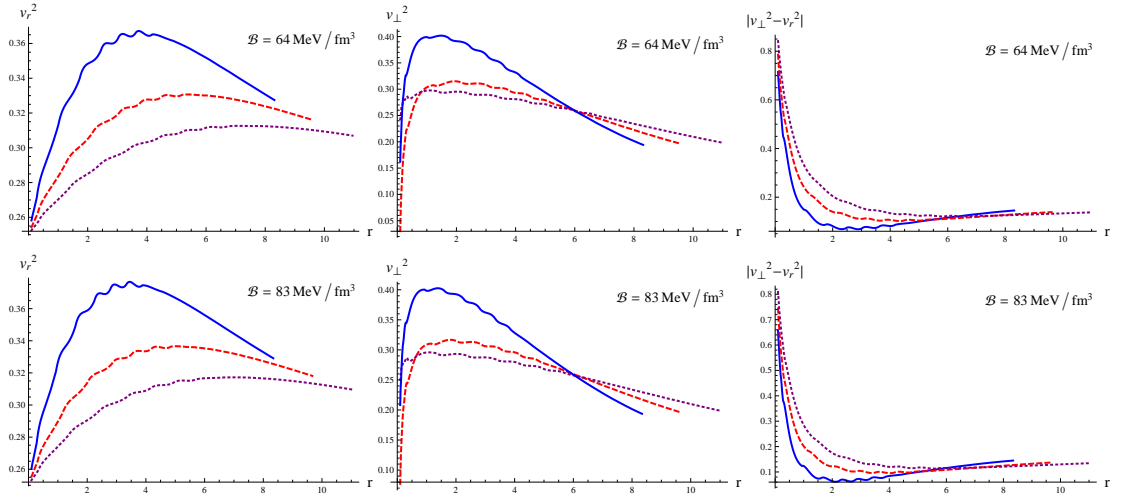 v_r^2
ℬ = 64 MeV / fm^3
0.36
0.34
0.32
0.30
0.28
0.26
2 4 6 8 10 r
v_⊥^2
ℬ = 64 MeV / fm^3
0.40
0.35
0.30
0.25
0.20
0.15
0.10
0.05
2 4 6 8 10 r
|v_⊥^2−v_r^2|
ℬ = 64 MeV / fm^3
0.8
0.6
0.4
0.2
0 2 4 6 8 10 r
v_r^2
ℬ = 83 MeV / fm^3
0.36
0.34
0.32
0.30
0.28
0.26
2 4 6 8 10 r
v_⊥^2
ℬ = 83 MeV / fm^3
0.40
0.35
0.30
0.25
0.20
0.15
0.10
2 4 6 8 10 r
|v_⊥^2−v_r^2|
ℬ = 83 MeV / fm^3
0.8
0.7
0.6
0.5
0.4
0.3
0.2
0.1
0 2 4 6 8 10 r